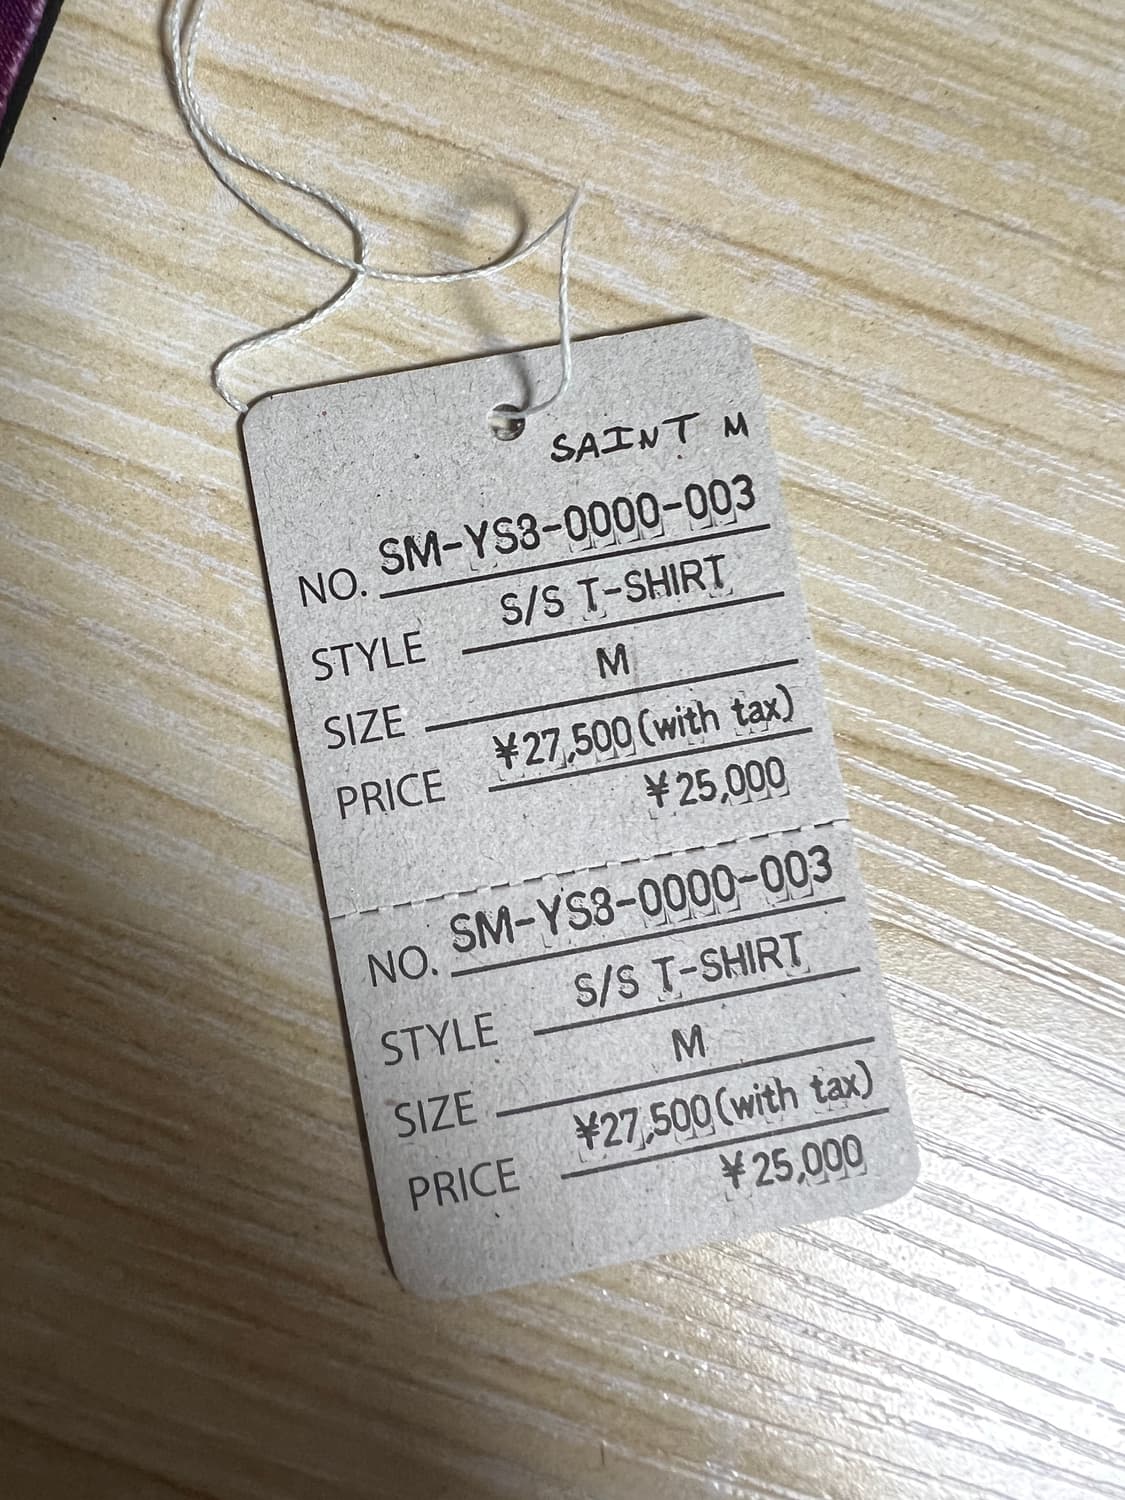 SAINT M
NO. SM-YS8-0000-003
STYLE S/S T-SHIRT
SIZE M
PRICE ¥27,500(with tax)
¥25,000
NO. SM-YS8-0000-003
STYLE S/S T-SHIRT
SIZE M
PRICE ¥27,500(with tax)
¥25,000